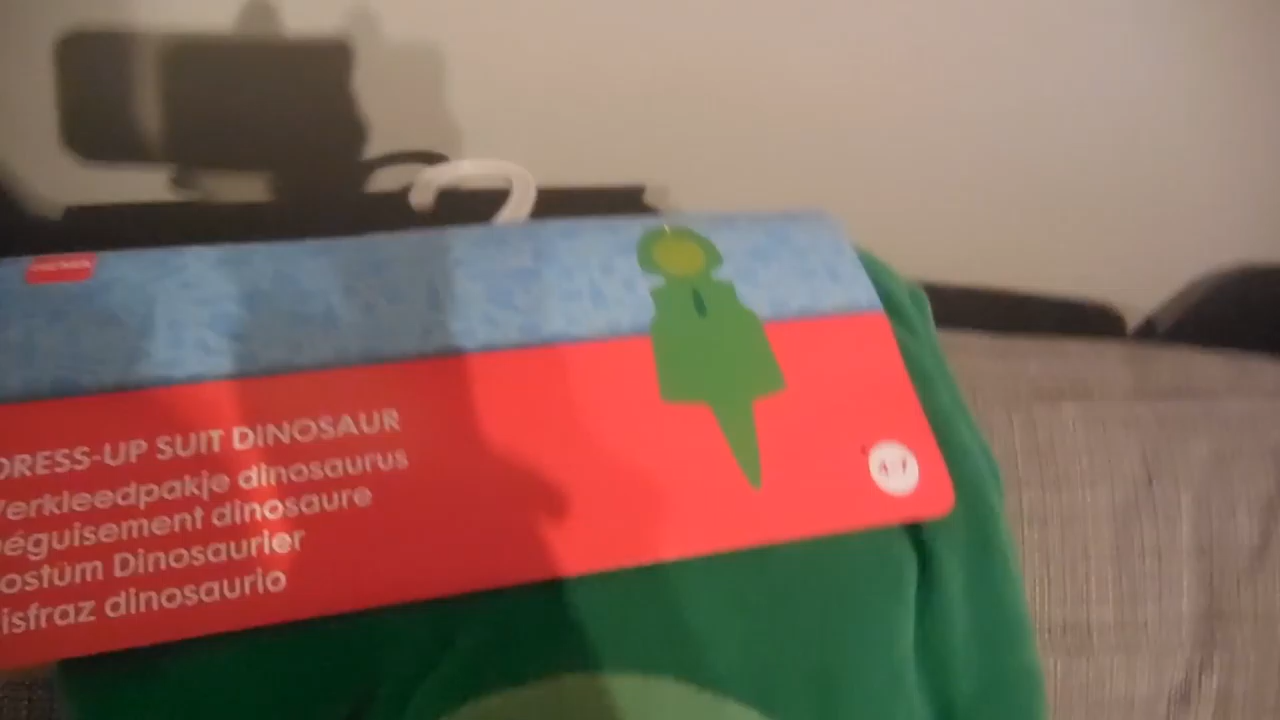 DRESS-UP SUIT DINOSAUR
Verkleedpakje dinosaurus
éguisement dinosaure
ostüm Dinosaurier
isfraz dinosaurio